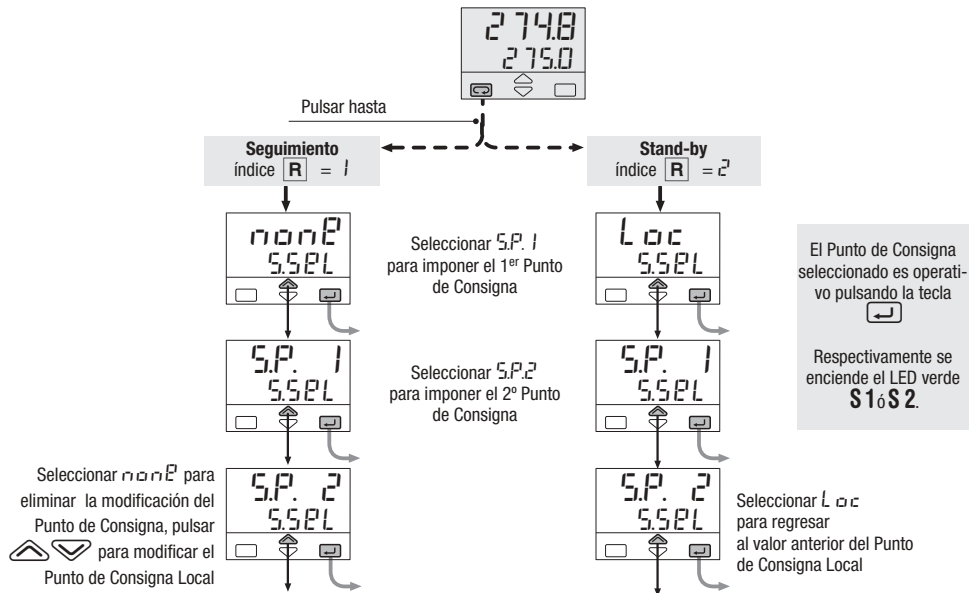 274.8
275.0
Pulsar hasta
Seguimiento
índice R = 1
Stand-by
índice R = 2
nonE
S.SEL
Seleccionar S.P. 1
para imponer el 1er Punto
de Consigna
Loc
S.SEL
El Punto de Consigna
seleccionado es operati-
vo pulsando la tecla
Respectivamente se
enciende el LED verde
S1 ó S2.
S.P. 1
S.SEL
Seleccionar S.P.2
para imponer el 2º Punto
de Consigna
S.P. 1
S.SEL
Seleccionar nonE para
eliminar la modificación del
Punto de Consigna, pulsar
para modificar el
Punto de Consigna Local
S.P. 2
S.SEL
S.P. 2
S.SEL
Seleccionar Loc
para regresar
al valor anterior del Punto
de Consigna Local